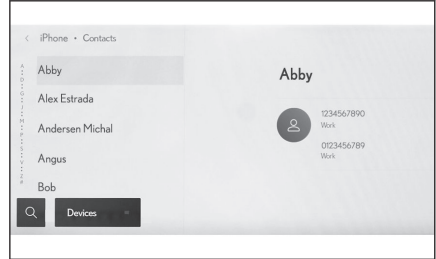 < iPhone • Contacts
A
D
G
J
M
P
S
V
Z
#
Abby
Alex Estrada
Andersen Michal
Angus
Bob
Devices
Abby
1234567890
Work
0123456789
Work